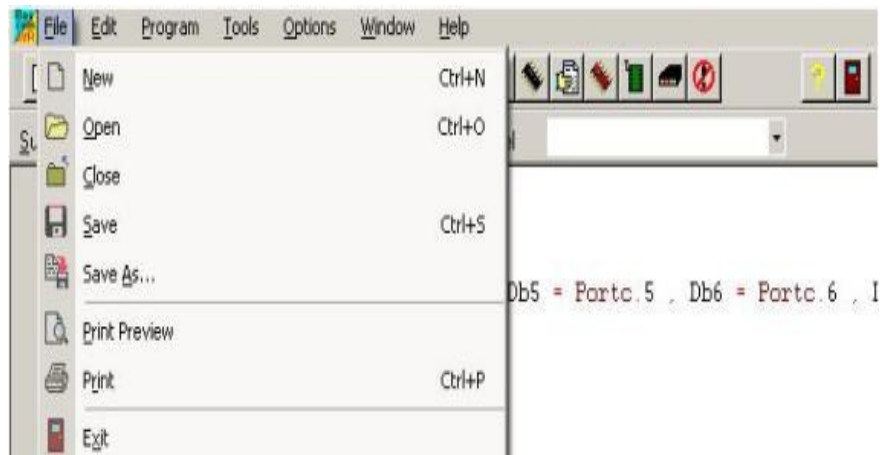 File Edit Program Tools Options Window Help
New Ctrl+N
Open Ctrl+O
Close
Save Ctrl+S
Save As...
Db5 = Portc.5 , Db6 = Portc.6 ,
Print Preview
Print Ctrl+P
Exit